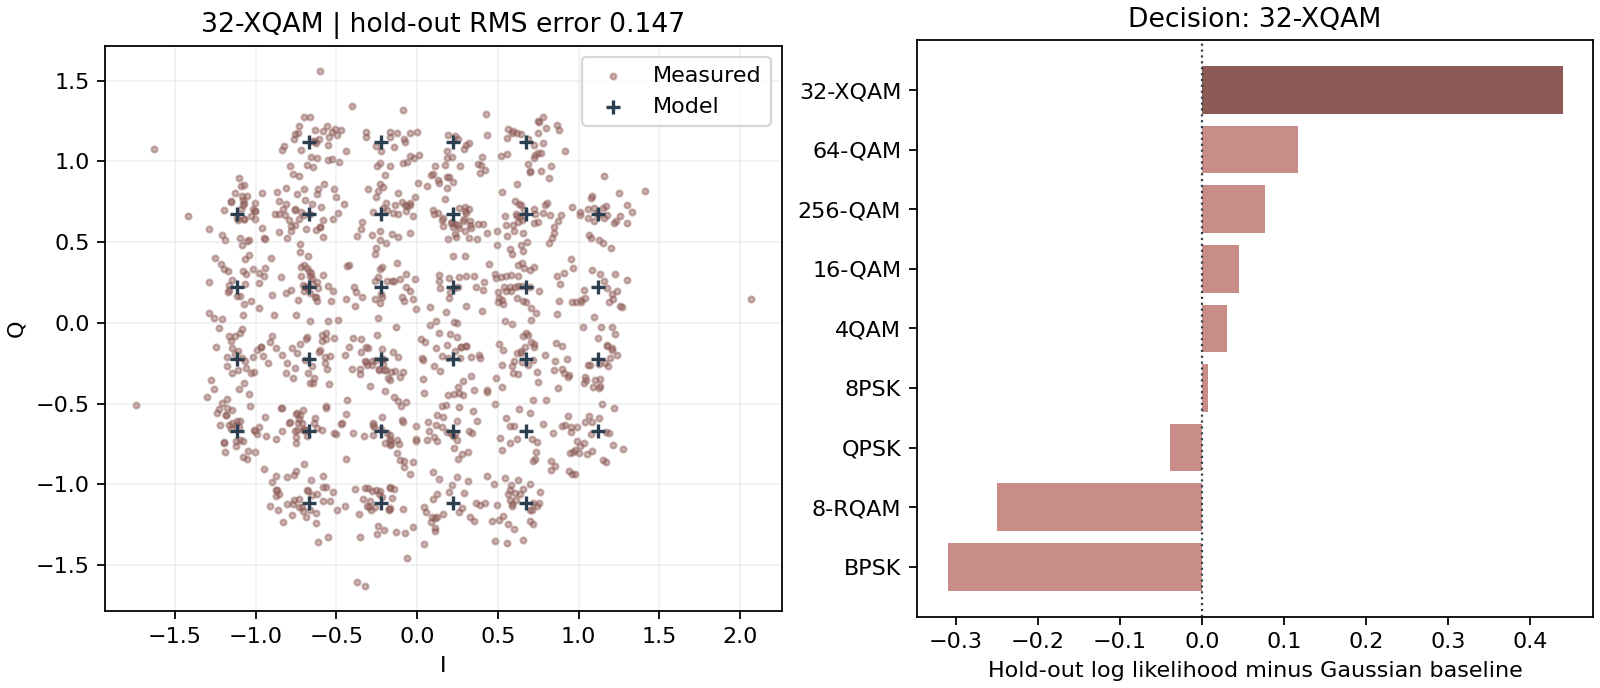 32-XQAM | hold-out RMS error 0.147
Measured
Model
1.5
1.0
0.5
0.0
−0.5
−1.0
−1.5
Q
−1.5
−1.0
−0.5
0.0
0.5
1.0
1.5
2.0
I
Decision: 32-XQAM
32-XQAM
64-QAM
256-QAM
16-QAM
4QAM
8PSK
QPSK
8-RQAM
BPSK
−0.3
−0.2
−0.1
0.0
0.1
0.2
0.3
0.4
Hold-out log likelihood minus Gaussian baseline